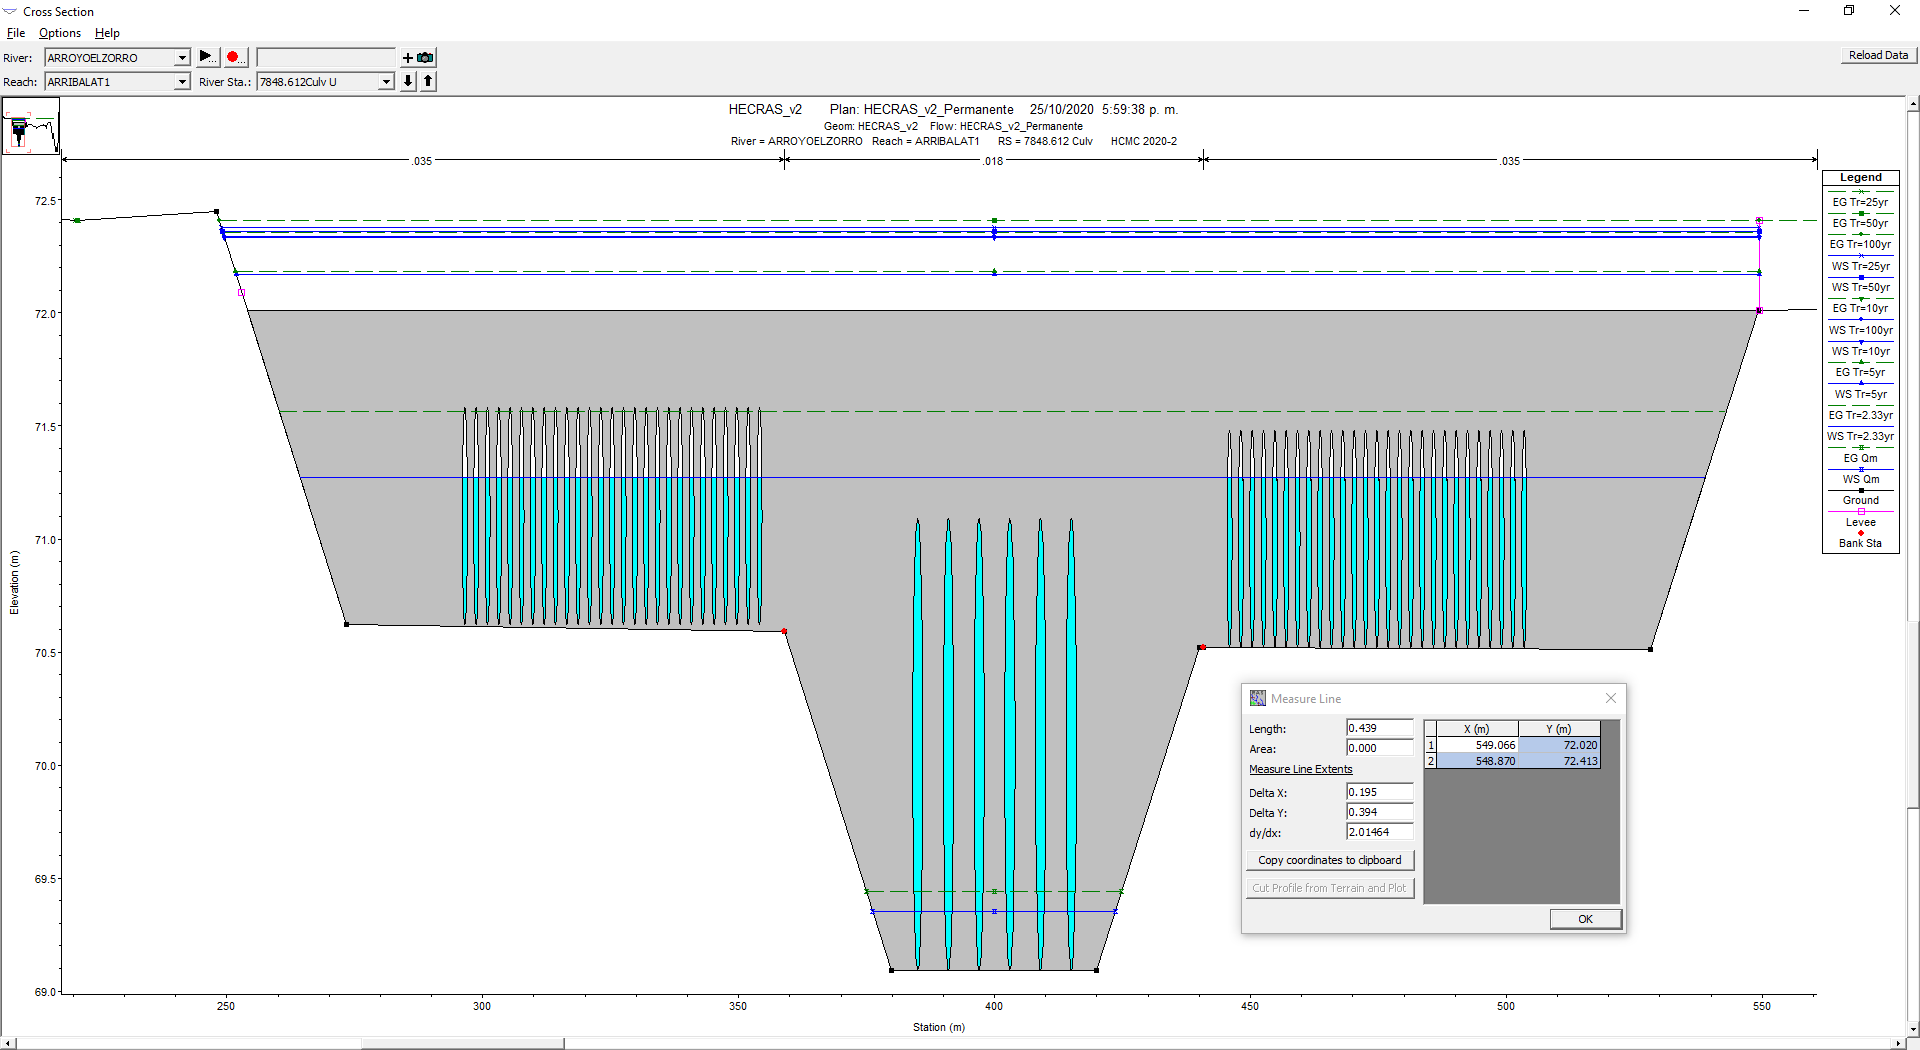 Cross Section
File Options Help
River: ARROYOELZORRO
Reload Data
Reach: ARRIBALAT1 River Sta.: 7848.612Culv U
HECRAS_v2 Plan: HECRAS_v2_Permanente 25/10/2020 5:59:38 p. m.
Geom: HECRAS_v2 Flow: HECRAS_v2_Permanente
River = ARROYOELZORRO Reach = ARRIBALAT1 RS = 7848.612 Culv HCMC 2020-2
.035 .018 .035
72.5
72.0
71.5
71.0
70.5
70.0
69.5
69.0
Elevation (m)
250 300 350 400 450 500 550
Station (m)
Legend
EG Tr=25yr
EG Tr=50yr
EG Tr=100yr
WS Tr=25yr
WS Tr=50yr
EG Tr=10yr
WS Tr=100yr
WS Tr=10yr
EG Tr=5yr
WS Tr=5yr
EG Tr=2.33yr
WS Tr=2.33yr
EG Qm
WS Qm
Ground
Levee
Bank Sta
Measure Line
Length: 0.439
Area: 0.000
Measure Line Extents
Delta X: 0.195
Delta Y: 0.394
dy/dx: 2.01464
Copy coordinates to clipboard
Cut Profile from Terrain and Plot
X (m) Y (m)
1 549.066 72.020
2 548.870 72.413
OK